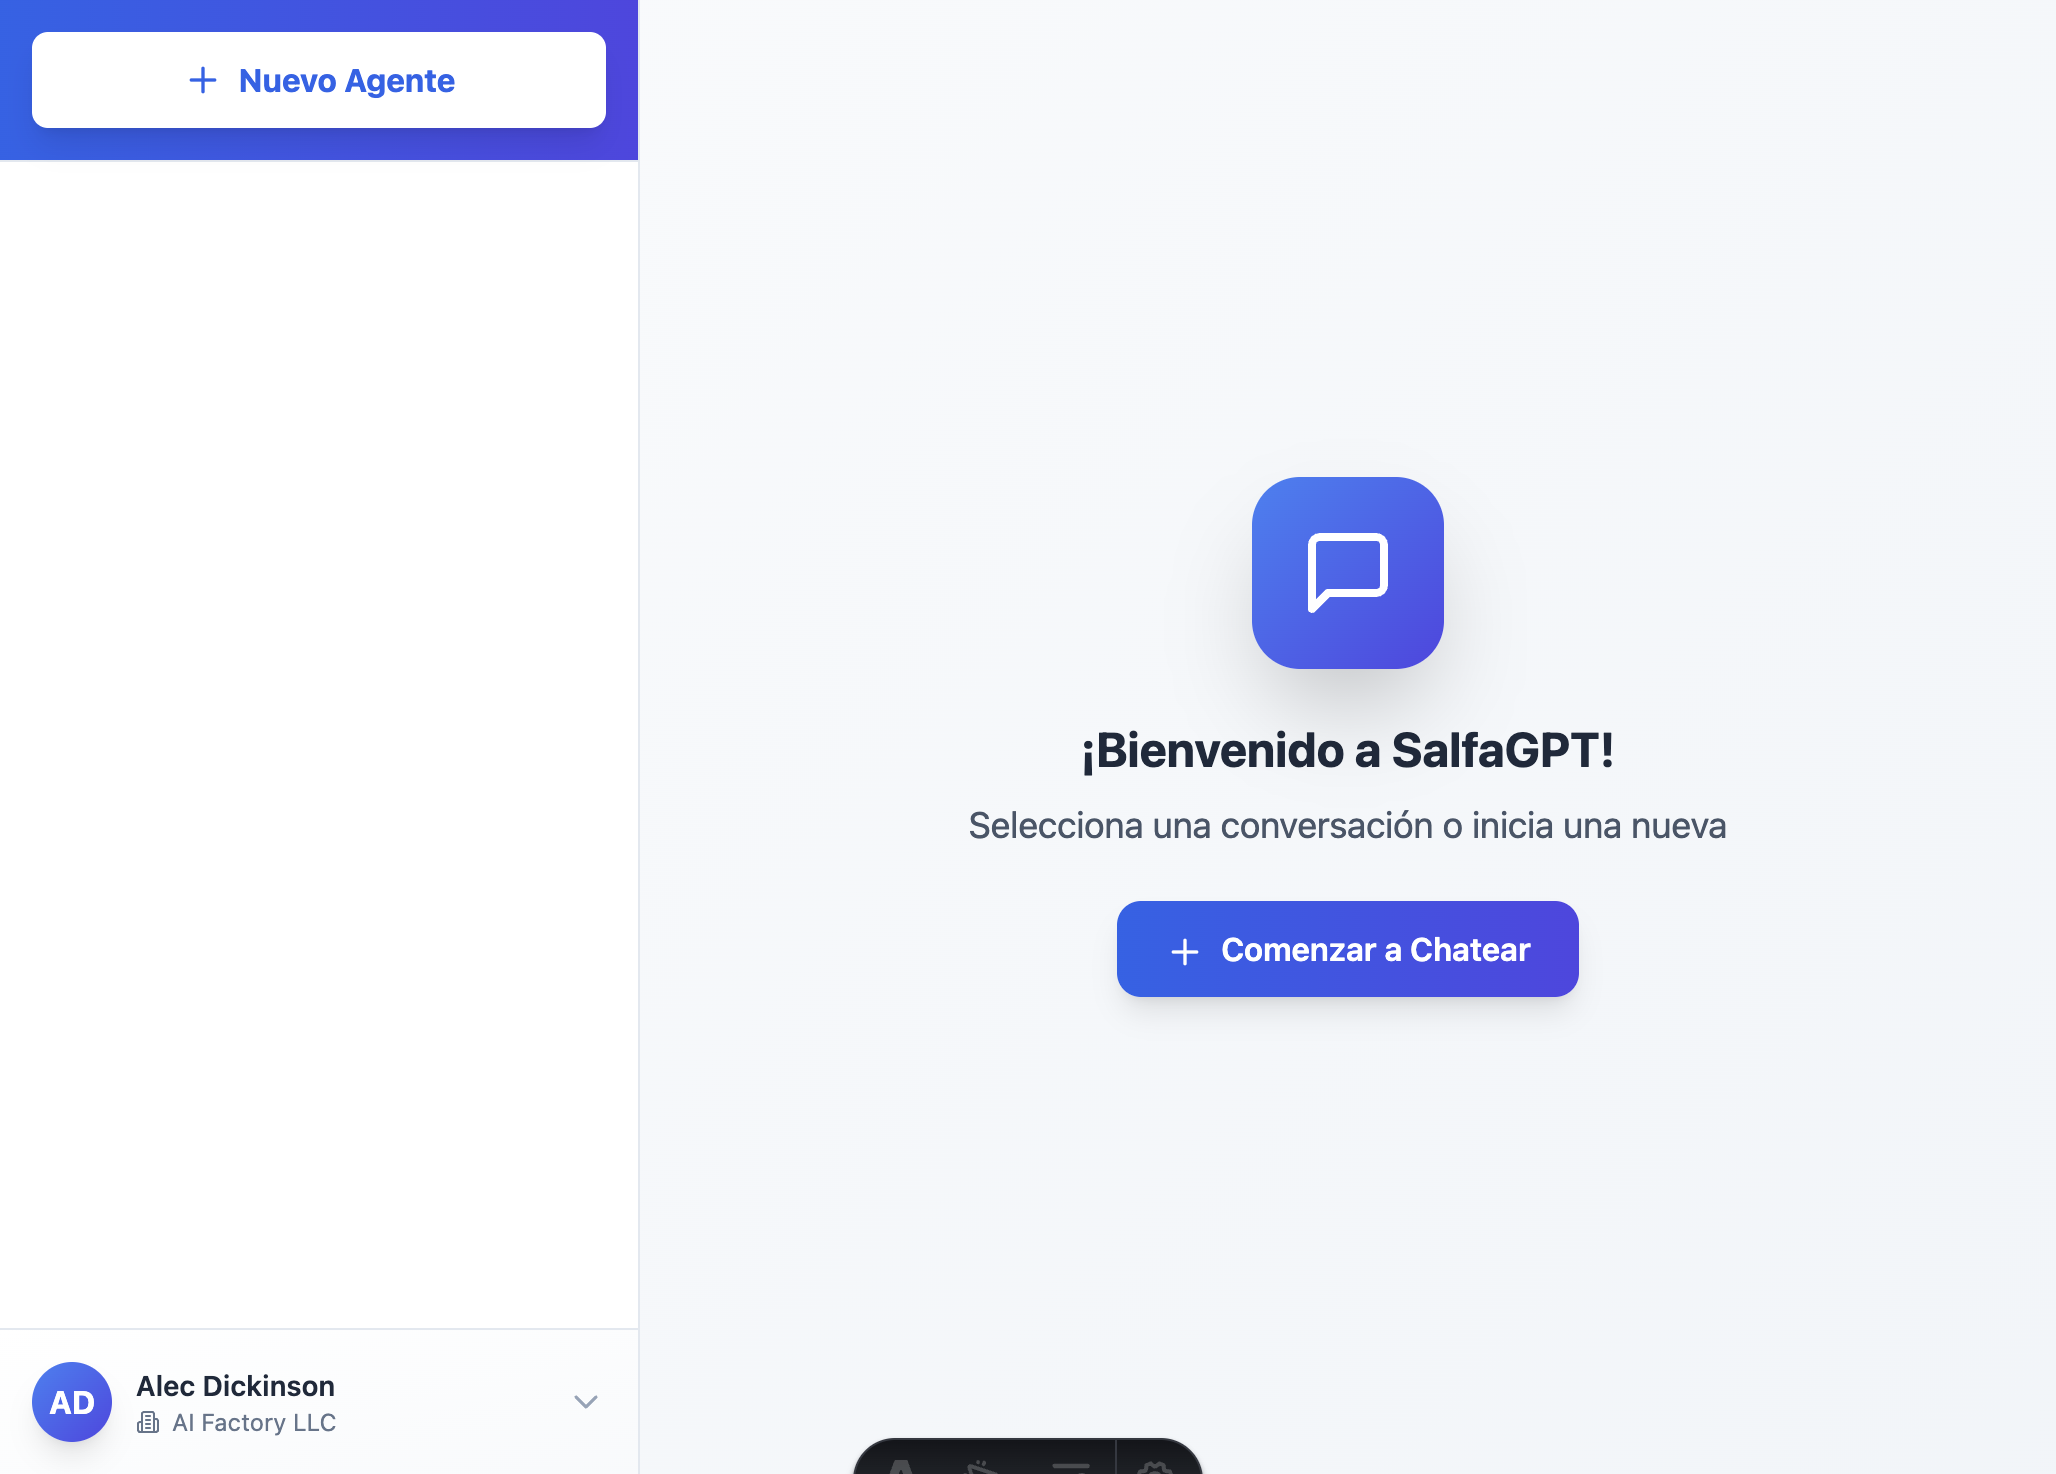 Nuevo Agente
¡Bienvenido a SalfaGPT!
Selecciona una conversación o inicia una nueva
Comenzar a Chatear
AD
Alec Dickinson
AI Factory LLC